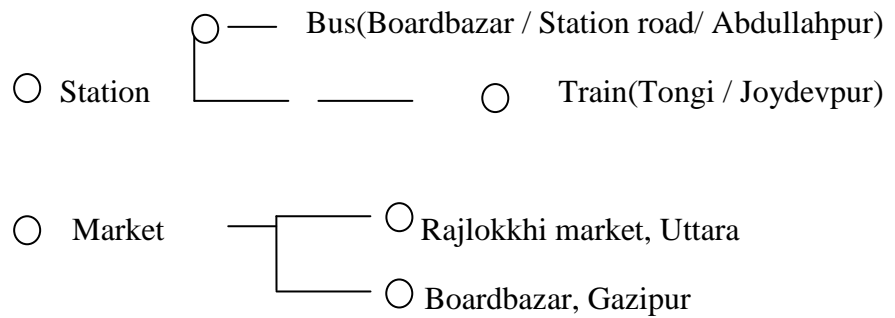 Bus(Boardbazar / Station road/ Abdullahpur)
Station
Train(Tongi / Joydevpur)
Market
Rajlokkhi market, Uttara
Boardbazar, Gazipur